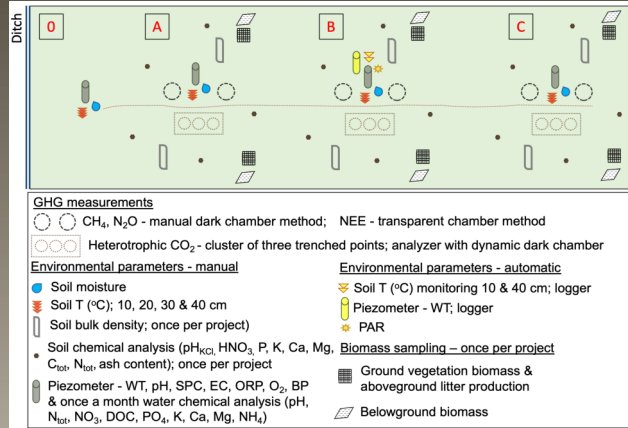 Ditch
0 A B C
GHG measurements
CH4, N2O - manual dark chamber method; NEE - transparent chamber method
Heterotrophic CO2 - cluster of three trenched points; analyzer with dynamic dark chamber
Environmental parameters - manual
Soil moisture
Soil T (°C); 10, 20, 30 & 40 cm
Soil bulk density; once per project)
Soil chemical analysis (pHKCl, HNO3, P, K, Ca, Mg,
Ctot, Ntot, ash content); once per project
Piezometer - WT, pH, SPC, EC, ORP, O2, BP
& once a month water chemical analysis (pH,
Ntot, NO3, DOC, PO4, K, Ca, Mg, NH4)
Environmental parameters - automatic
Soil T (°C) monitoring 10 & 40 cm; logger
Piezometer - WT; logger
PAR
Biomass sampling – once per project
Ground vegetation biomass &
aboveground litter
production
Belowground biomass